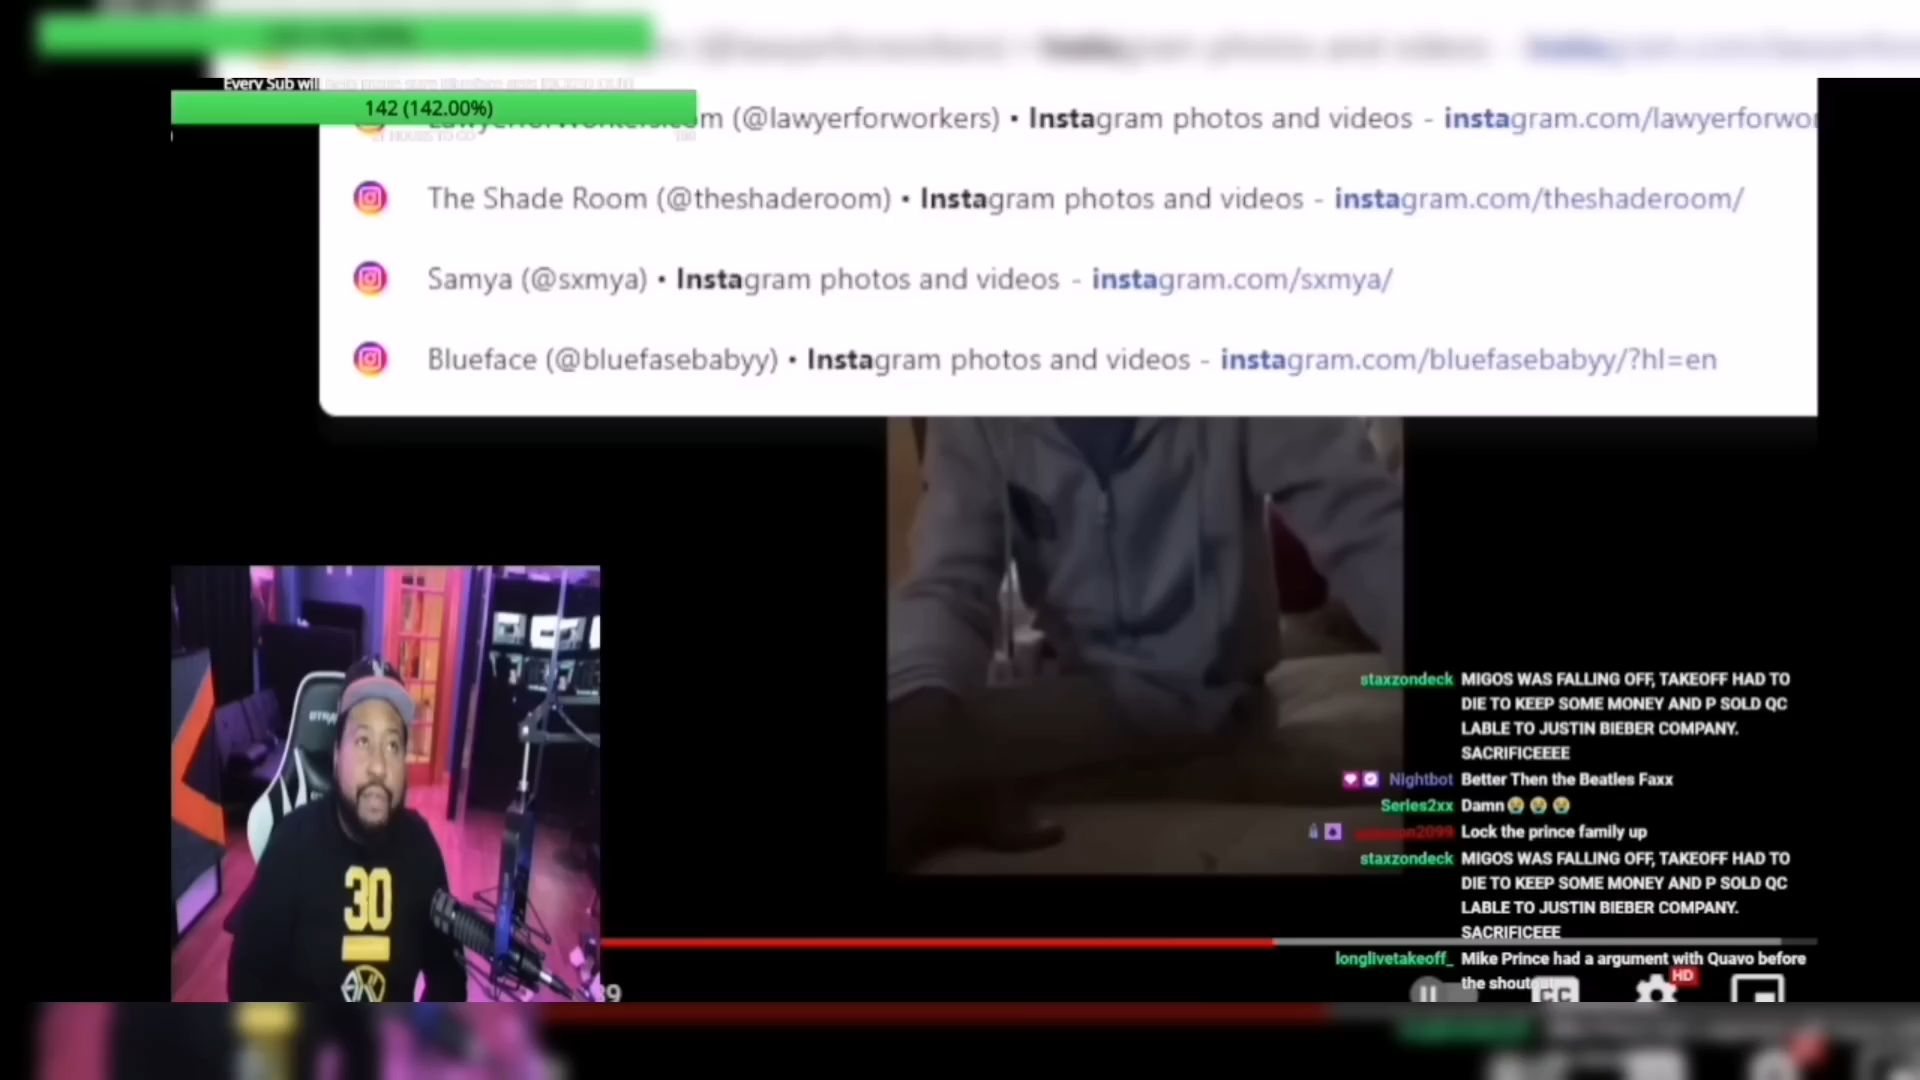 Every Sub will
142 (142.00%)
m (@lawyerforworkers) • Instagram photos and videos - instagram.com/lawyerforwor
The Shade Room (@theshaderoom) • Instagram photos and videos - instagram.com/theshaderoom/
Samya (@sxmya) • Instagram photos and videos - instagram.com/sxmya/
Blueface (@bluefasebabyy) • Instagram photos and videos - instagram.com/bluefasebabyy/?hl=en
staxzondeck MIGOS WAS FALLING OFF, TAKEOFF HAD TO
DIE TO KEEP SOME MONEY AND P SOLD QC
LABLE TO JUSTIN BIEBER COMPANY.
SACRIFICEEEE
Nightbot Better Then the Beatles Faxx
Series2xx Damn😭😭😭
Lock the prince family up
staxzondeck MIGOS WAS FALLING OFF, TAKEOFF HAD TO
DIE TO KEEP SOME MONEY AND P SOLD QC
LABLE TO JUSTIN BIEBER COMPANY.
SACRIFICEEE
longlivetakeoff_ Mike Prince had a argument with Quavo before
the shout
HD
CC
30